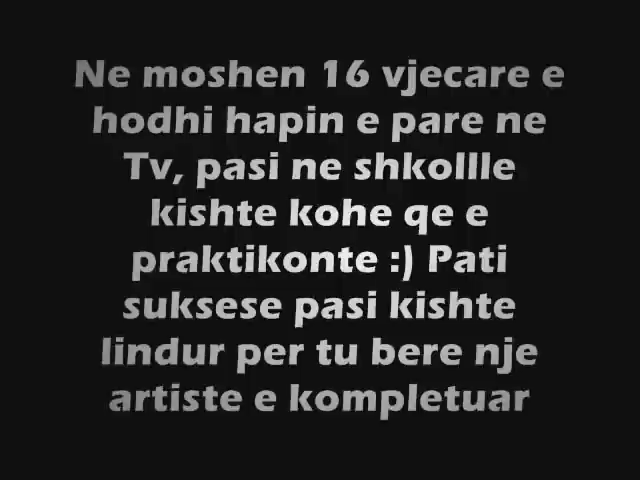 Ne moshen 16 vjecare e
hodhi hapin e pare ne
Tv, pasi ne shkollle
kishte kohe qe e
praktikonte :) Pati
suksese pasi kishte
lindur per tu bere nje
artiste e kompletuar